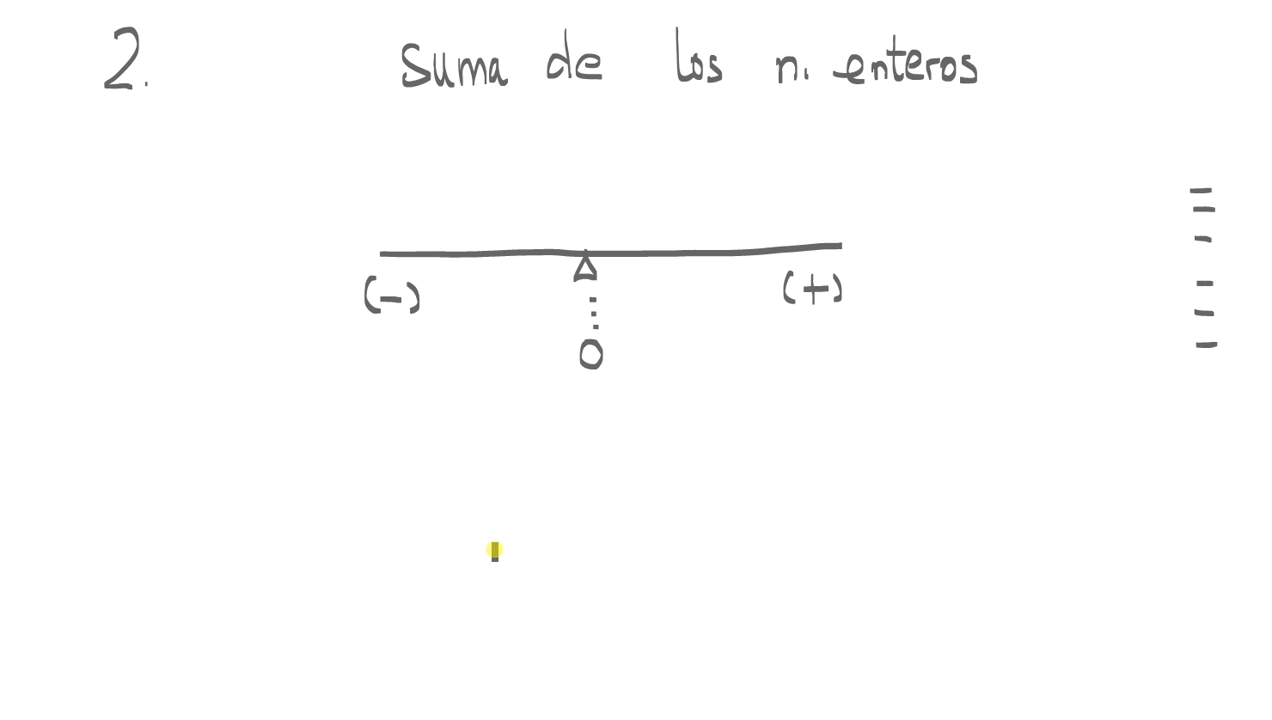 2. Suma de los n. enteros
(-) (+)
0